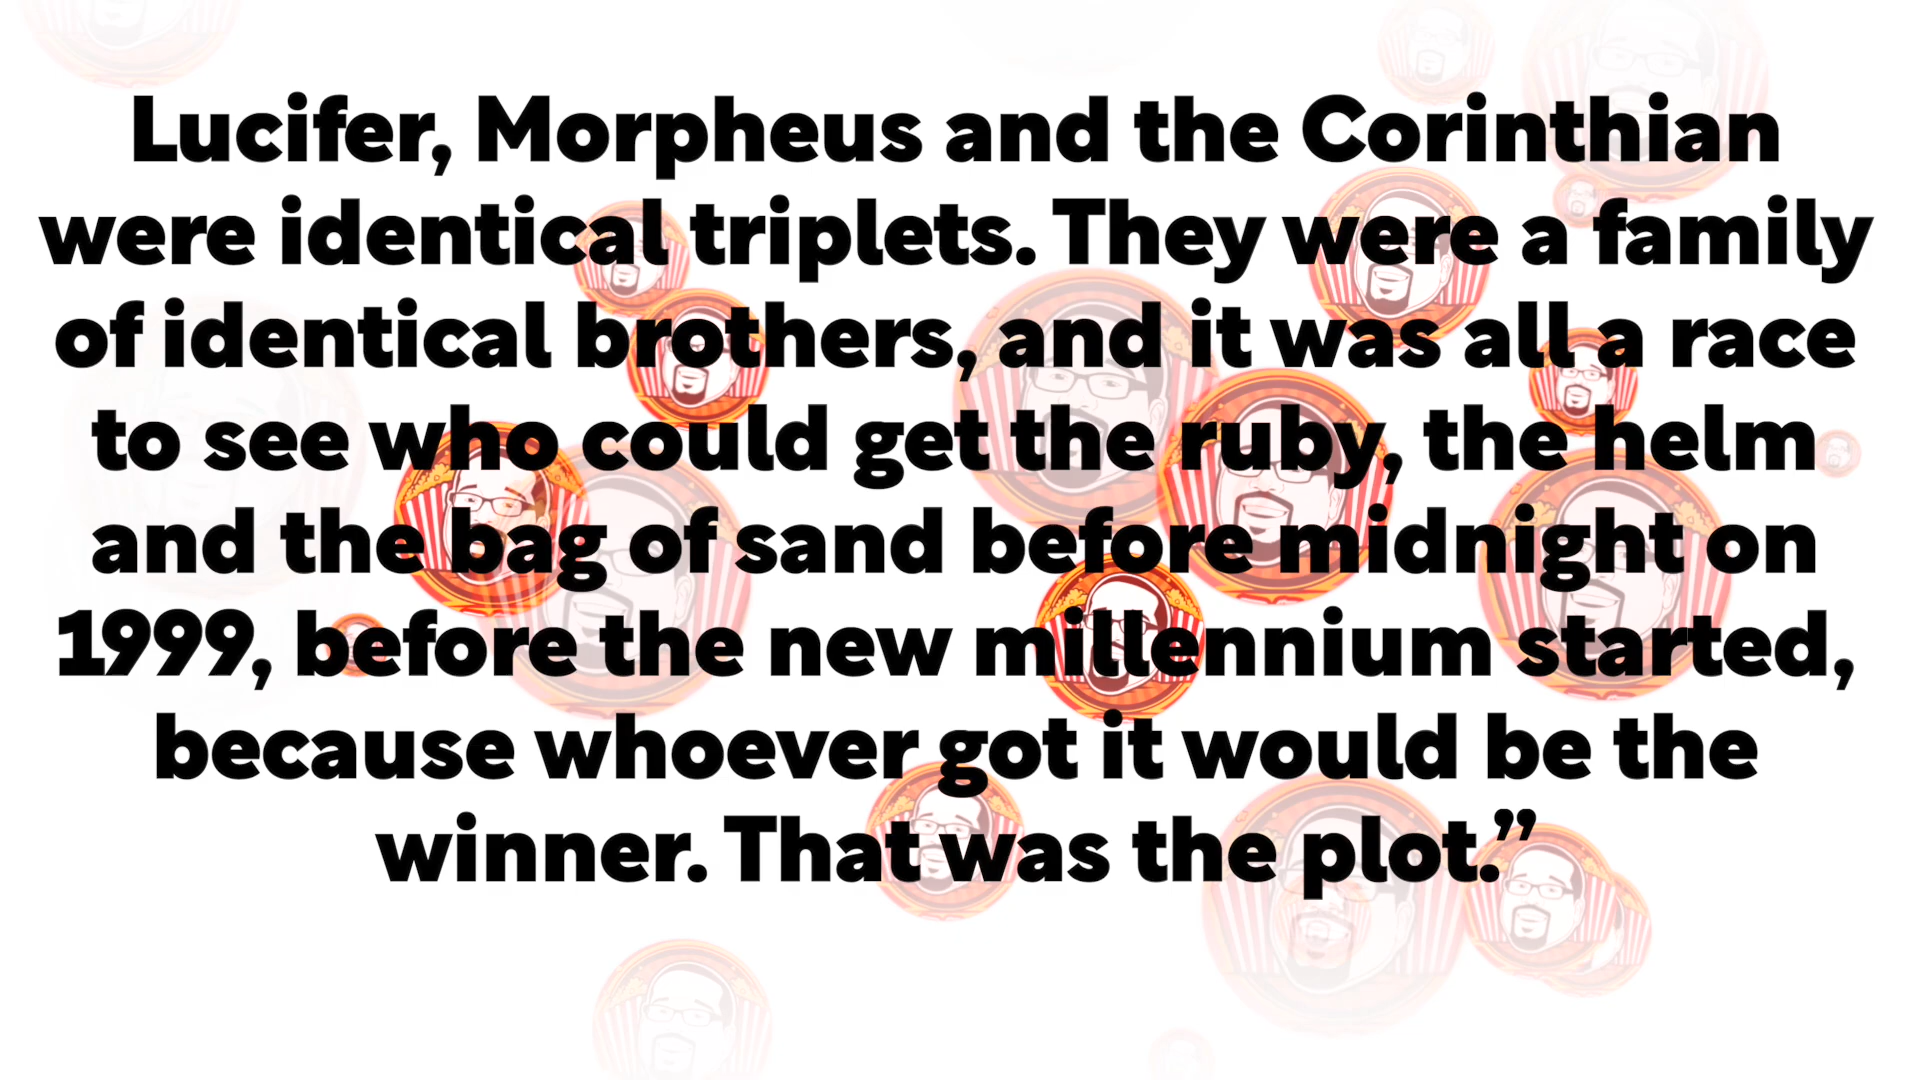 Lucifer, Morpheus and the Corinthian
were identical triplets. They were a family
of identical brothers, and it was all a race
to see who could get the ruby, the helm
and the bag of sand before midnight on
1999, before the new millennium started,
because whoever got it would be the
winner. That was the plot.”